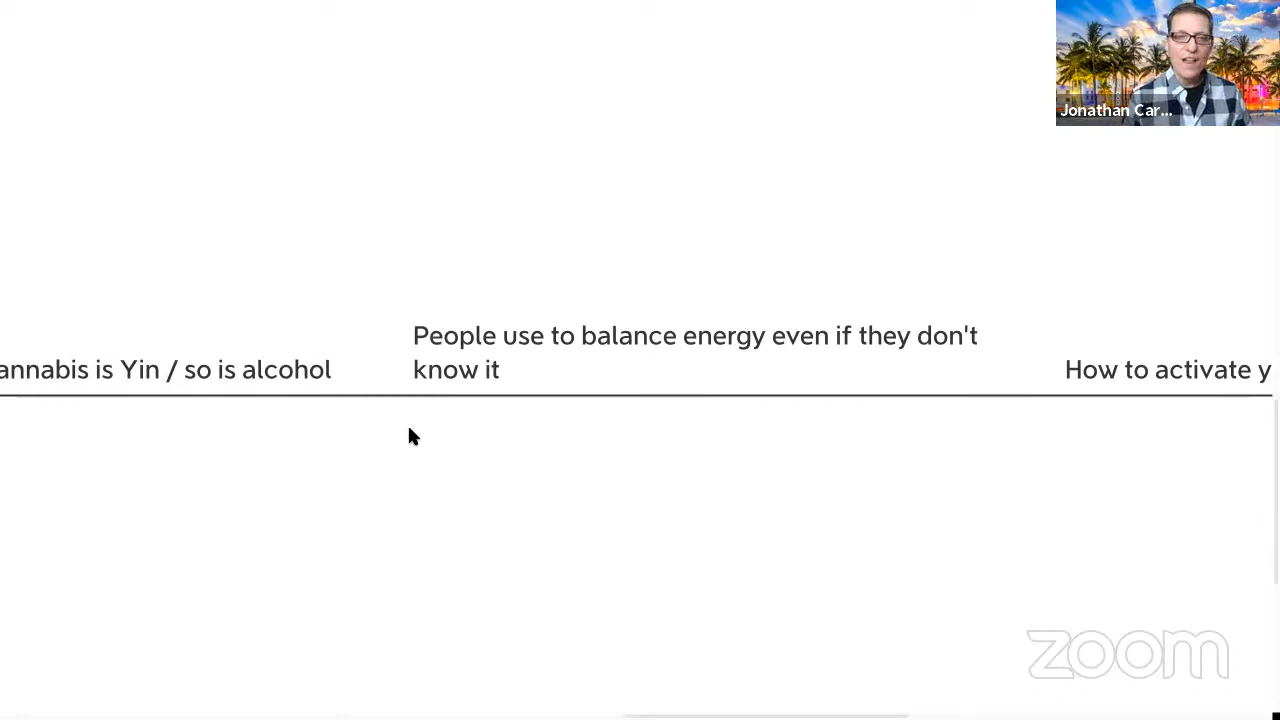 Jonathan Car...
People use to balance energy even if they don't
annabis is Yin / so is alcohol
know it
How to activate y
zoom